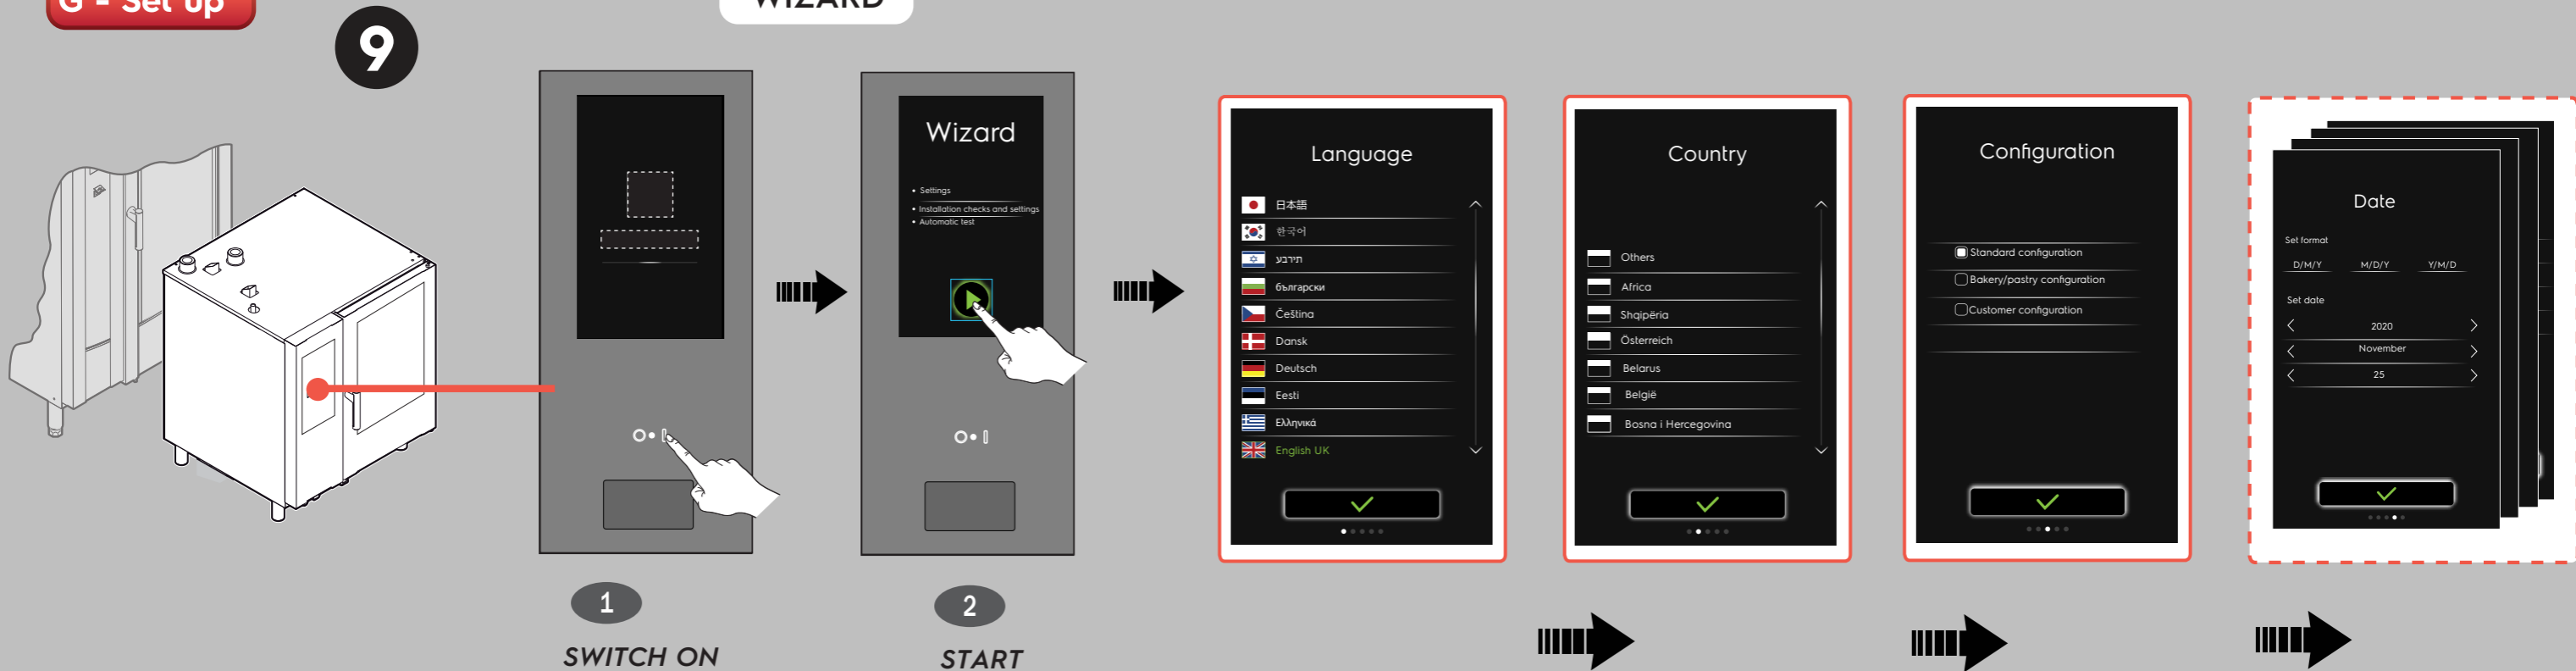 G - Set up
WIZARD
9
Wizard
• Settings
• Installation checks and settings
• Automatic test
Language
日本語
한국어
תירבע
български
Čeština
Dansk
Deutsch
Eesti
Ελληνικά
English UK
Country
Others
Africa
Shqipëria
Österreich
Belarus
België
Bosna i Hercegovina
Configuration
Standard configuration
Bakery/pastry configuration
Customer configuration
Date
Set format
D/M/Y M/D/Y Y/M/D
Set date
2020
November
25
1
SWITCH ON
2
START